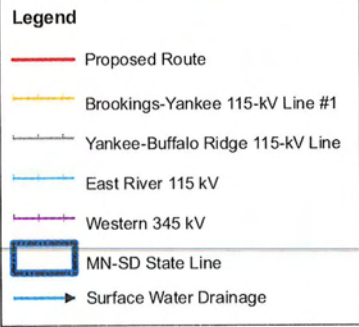 Legend
Proposed Route
Brookings-Yankee 115-kV Line #1
Yankee-Buffalo Ridge 115-kV Line
East River 115 kV
Western 345 kV
MN-SD State Line
Surface Water Drainage